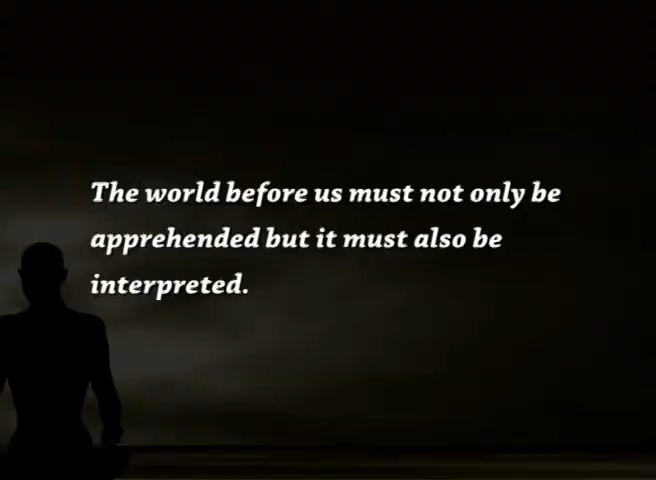 The world before us must not only be
apprehended but it must also be
interpreted.